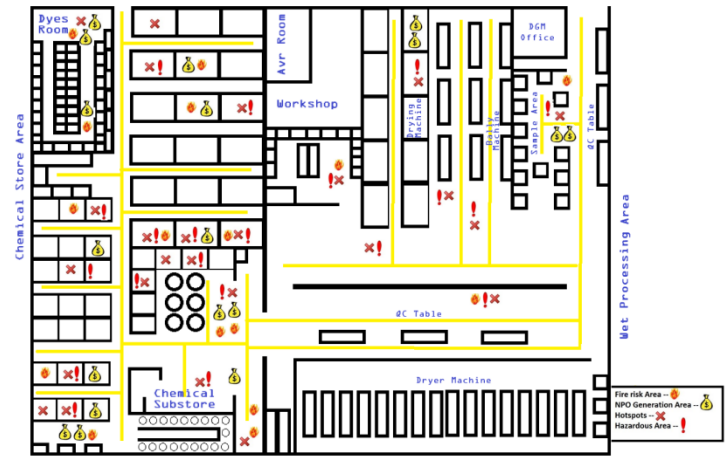 Dyes
Room
Avr Room
DGM
Office
Workshop
Drying
Machine
Bally
Machine
Sample Area
QC Table
Chemical Store Area
Wet Processing Area
QC Table
Dryer Machine
Chemical
Substore
Fire risk Area --
NPO Generation Area --
Hotspots --
Hazardous Area --